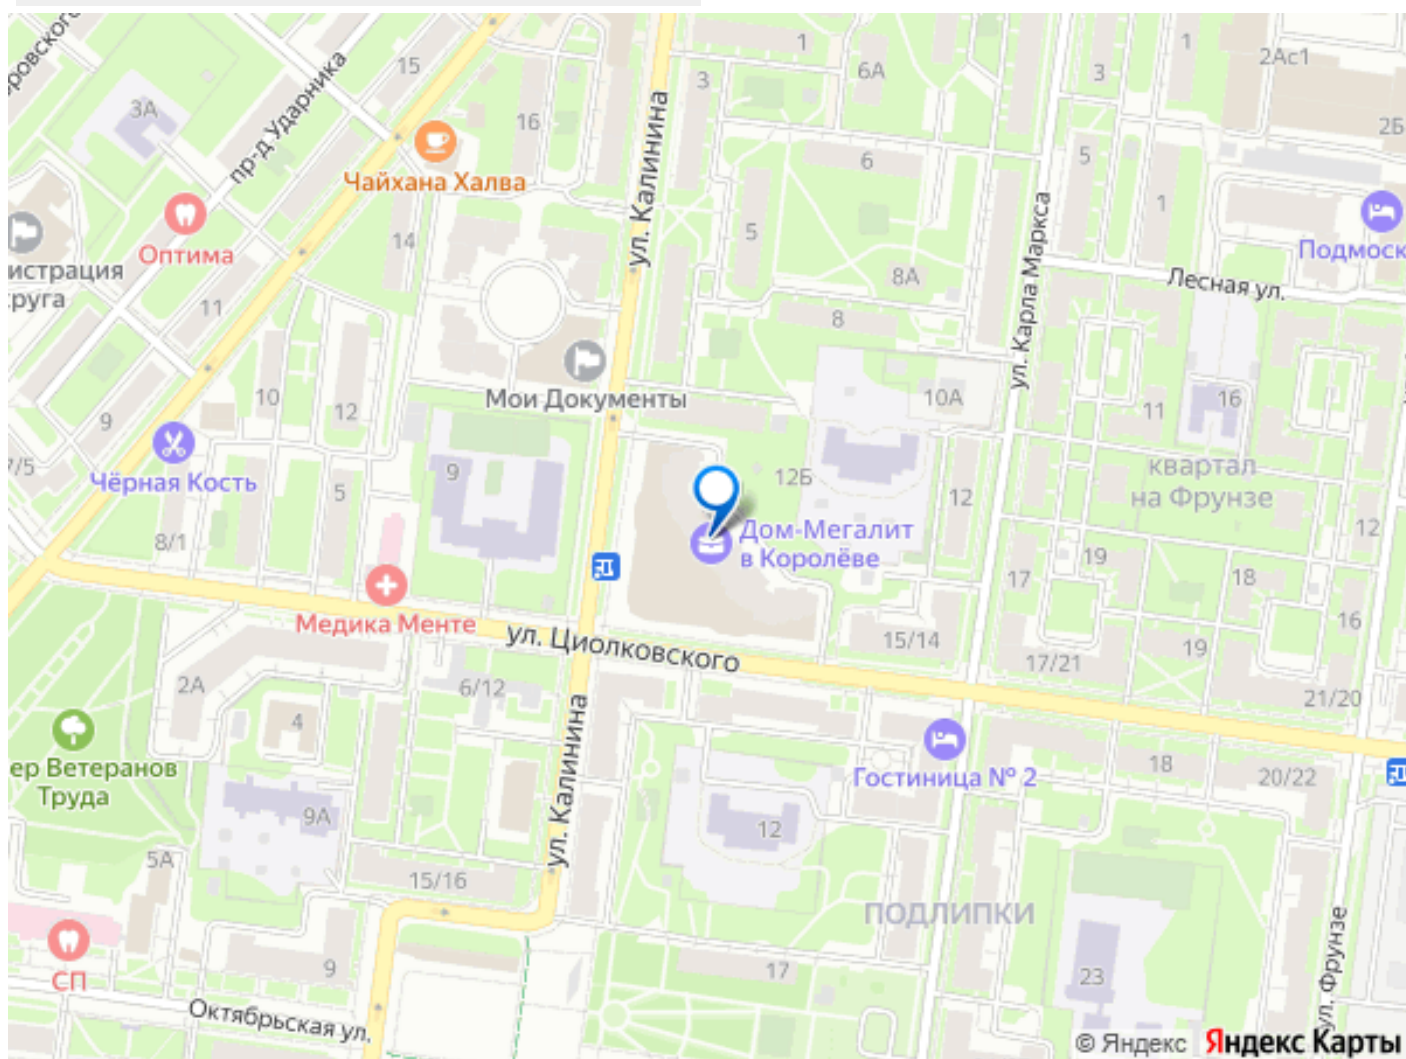 1
1
2Ас1
15
3
6А
3
3А
16
2Б
пр-д Ударника
ул. Калинина
6
5
Чайхана Халва
1
ул. Карла Маркса
Оптима
14
5
Подмоск
истрация
руга
8А
Лесная ул.
11
8
Мои Документы
10
12
10А
11
16
9
7/5
Чёрная Кость
9
5
12Б
12
квартал
на Фрунзе
12
8/1
Дом-Мегалит
в Королёве
19
17
18
Медика Менте
ул. Циолковского
15/14
16
17/21
19
2А
6/12
21/20
4
ул. Калинина
ер Ветеранов
Труда
Гостиница № 2
18
20/22
9А
12
5А
15/16
ПОДЛИПКИ
СП
9
17
23
ул. Фрунзе
Октябрьская ул.
© Яндекс Яндекс Карты